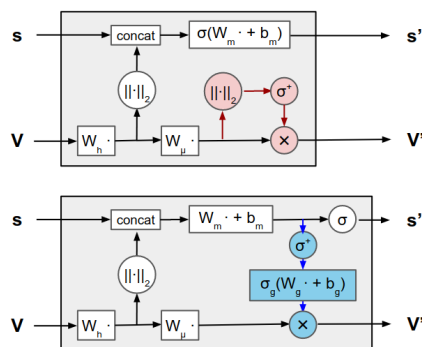 s concat σ(W_m · + b_m) s'
||·||_2 ||·||_2 σ⁺
V W_h · W_μ · × V'
s concat W_m · + b_m σ s'
σ⁺
||·||_2 σ_g(W_g · + b_g)
V W_h · W_μ · × V'